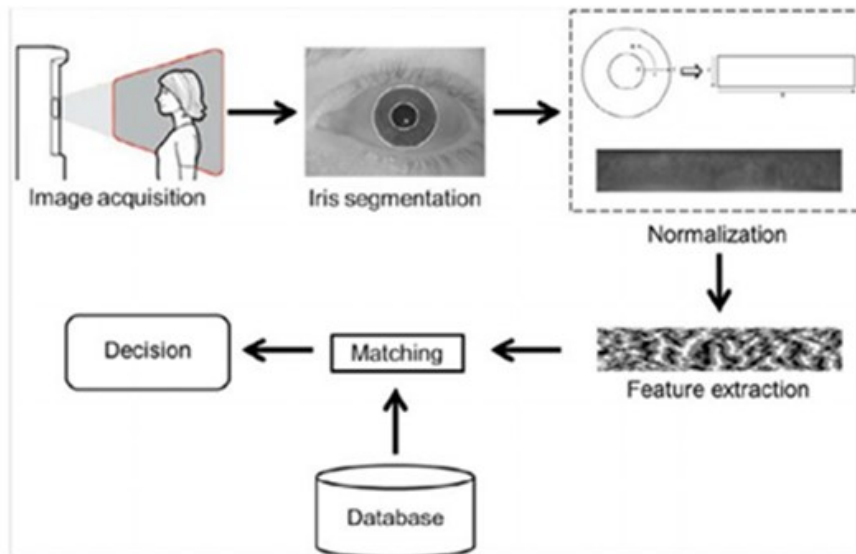 Image acquisition
Iris segmentation
Normalization
Feature extraction
Matching
Decision
Database